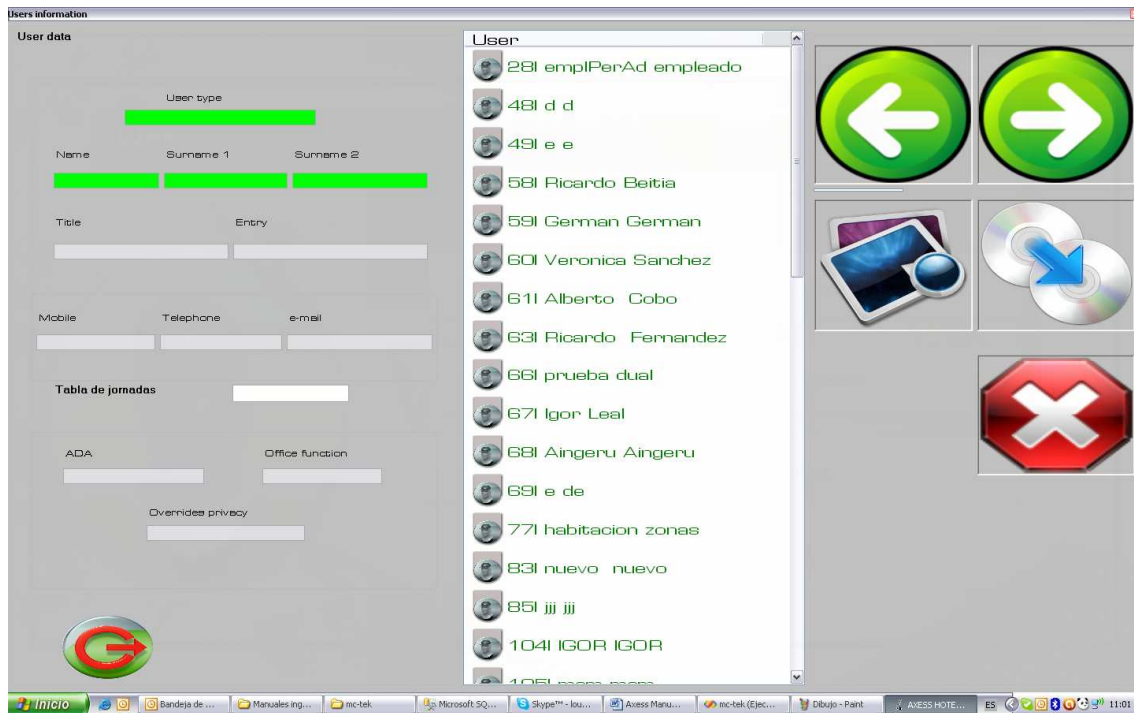 Users information
User data
User type
Name Surname 1 Surname 2
Title Entry
Mobile Telephone e-mail
Tabla de jornadas
ADA Office function
Overrides privacy
User
28| emplPerAd empleado
48| d d
49| e e
58| Ricardo Beitia
59| German German
60| Veronica Sanchez
61| Alberto Cobo
63| Ricardo Fernandez
66| prueba dual
67| Igor Leal
68| Aingeru Aingeru
69| e de
77| habitacion zonas
83| nuevo nuevo
85| jjj jjj
104| IGOR IGOR
Inicio Bandeja de ... Manuales ing... mc-tek Microsoft SQ... Skype™ - lou... Axess Manu... mc-tek (Ejec... Dibujo - Paint AXESS HOTE... ES 11:01